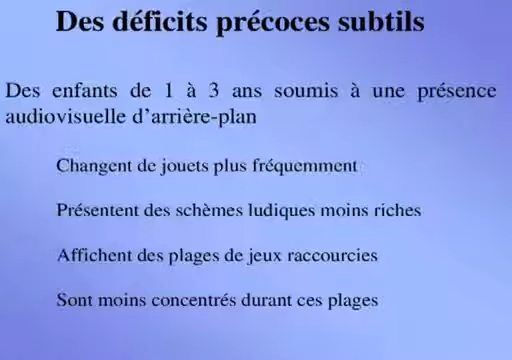 Des déficits précoces subtils
Des enfants de 1 à 3 ans soumis à une présence
audiovisuelle d'arrière-plan
Changent de jouets plus fréquemment
Présentent des schèmes ludiques moins riches
Affichent des plages de jeux raccourcies
Sont moins concentrés durant ces plages